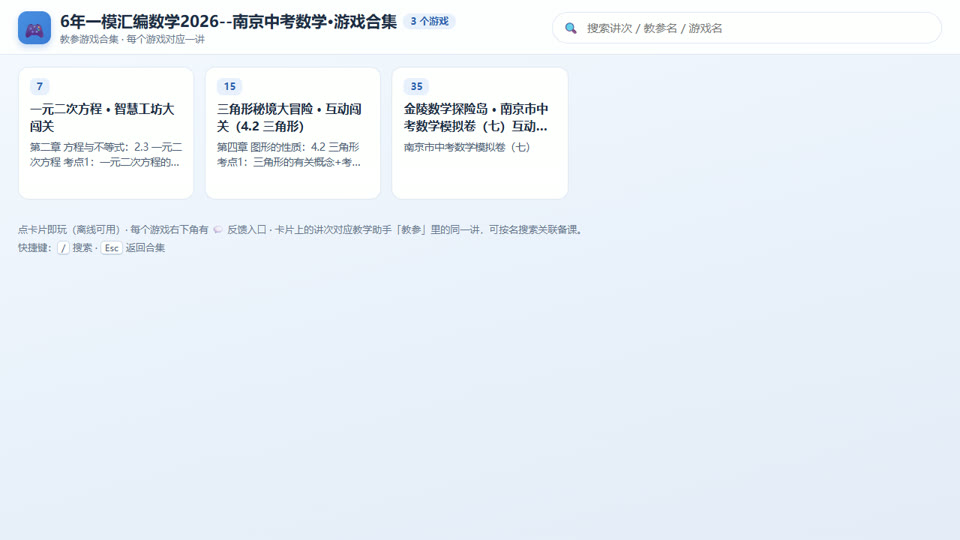 6年一模汇编数学2026--南京中考数学•游戏合集 3 个游戏
教参游戏合集 · 每个游戏对应一讲
搜索讲次 / 教参名 / 游戏名
7
一元二次方程 • 智慧工坊大
闯关
第二章 方程与不等式：2.3 一元二
次方程 考点1：一元二次方程的...
15
三角形秘境大冒险 • 互动闯
关（4.2 三角形）
第四章 图形的性质：4.2 三角形
考点1：三角形的有关概念+考...
35
金陵数学探险岛 • 南京市中
考数学模拟卷（七）互动...
南京市中考数学模拟卷（七）
点卡片即玩（离线可用）· 每个游戏右下角有 反馈入口 · 卡片上的讲次对应教学助手「教参」里的同一讲，可按名搜索关联备课。
快捷键： / 搜索 · Esc 返回合集